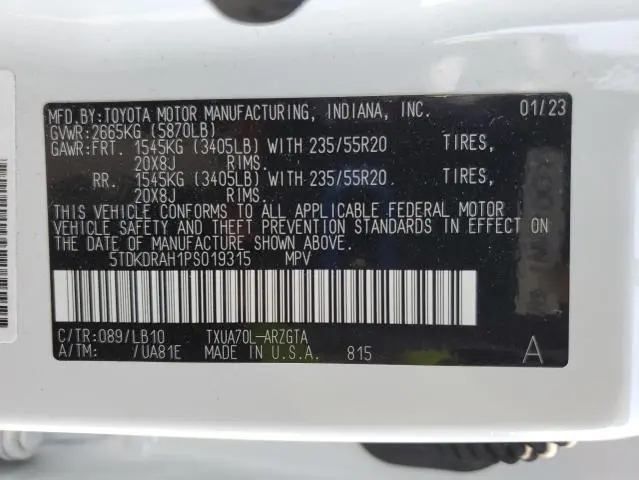 MFD.BY:TOYOTA MOTOR MANUFACTURING, INDIANA, INC. 01/23
GVWR:2665KG (5870LB)
GAWR:FRT. 1545KG (3405LB) WITH 235/55R20 TIRES,
20X8J RIMS.
RR. 1545KG (3405LB) WITH 235/55R20 TIRES,
20X8J RIMS.
THIS VEHICLE CONFORMS TO ALL APPLICABLE FEDERAL MOTOR
VEHICLE SAFETY AND THEFT PREVENTION STANDARDS IN EFFECT ON
THE DATE OF MANUFACTURE SHOWN ABOVE.
5TDKDRAH1PS019315 MPV
C/TR:089/LB10 TXUA70L-ARZGTA
A/TM: /UA81E MADE IN U.S.A. 815 A